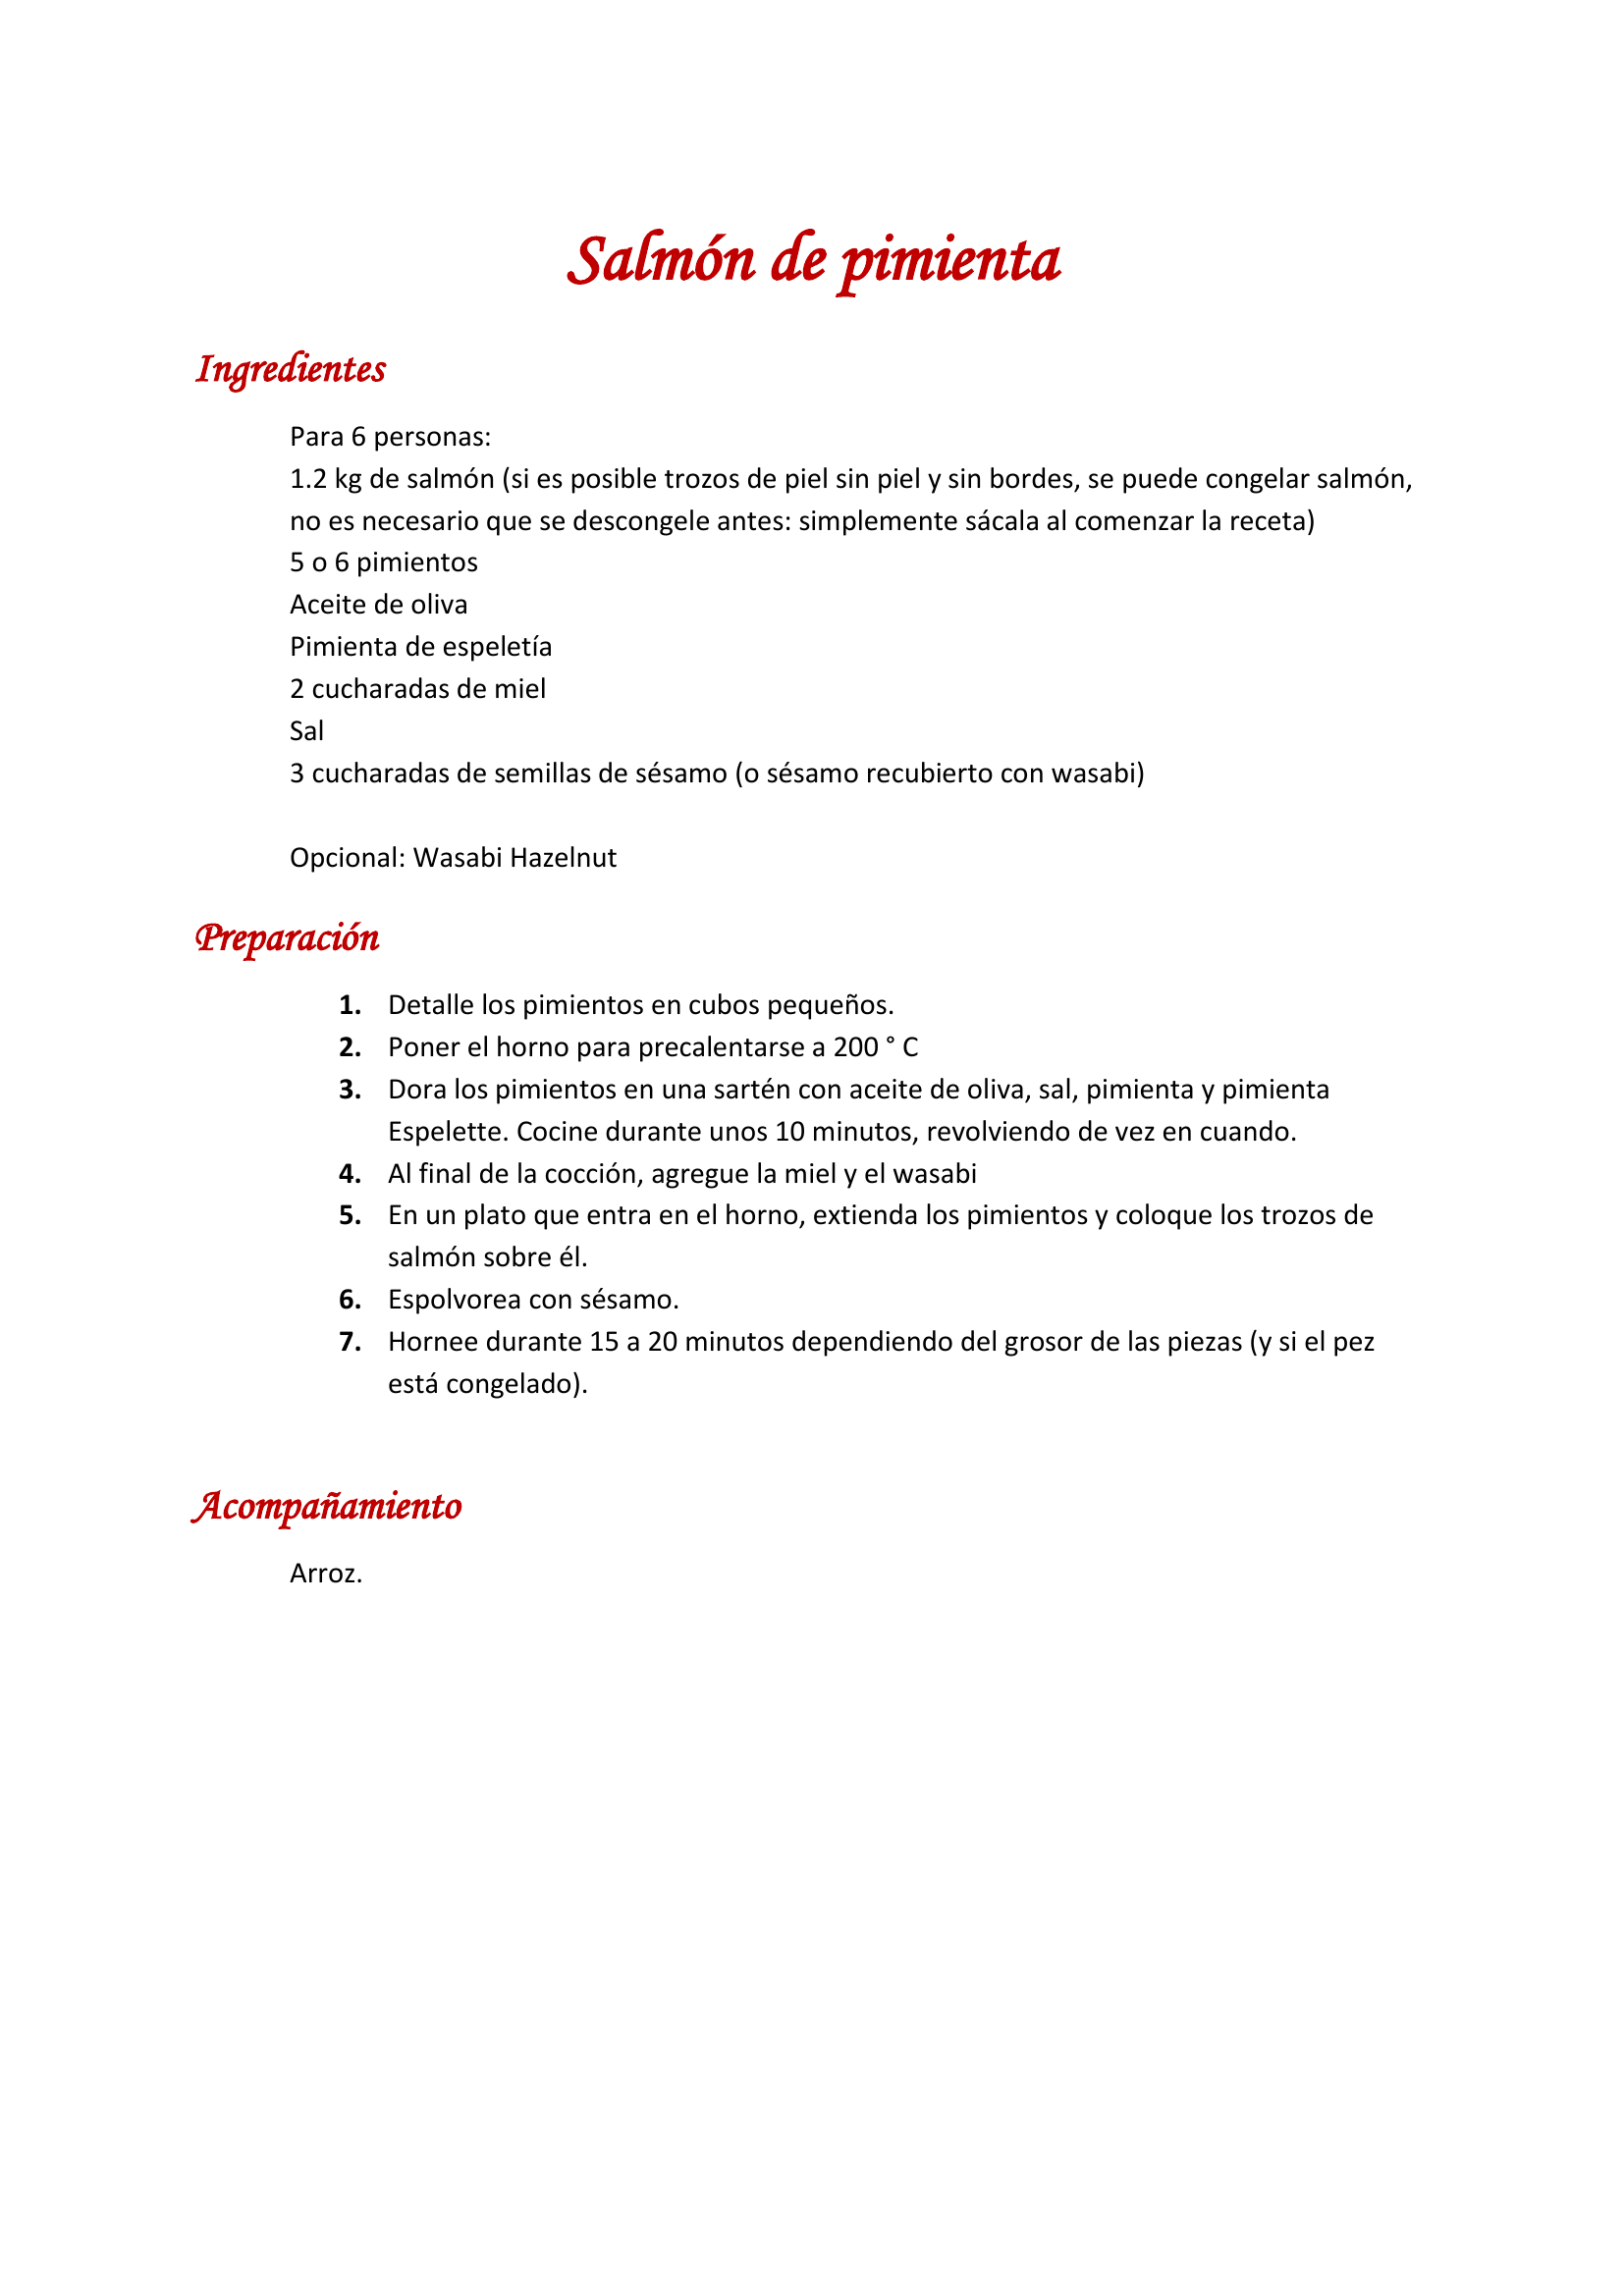 Salmón de pimienta
Ingredientes
Para 6 personas:
1.2 kg de salmón (si es posible trozos de piel sin piel y sin bordes, se puede congelar salmón,
no es necesario que se descongele antes: simplemente sácala al comenzar la receta)
5 o 6 pimientos
Aceite de oliva
Pimienta de espeletía
2 cucharadas de miel
Sal
3 cucharadas de semillas de sésamo (o sésamo recubierto con wasabi)
Opcional: Wasabi Hazelnut
Preparación
1. Detalle los pimientos en cubos pequeños.
2. Poner el horno para precalentarse a 200 ° C
3. Dora los pimientos en una sartén con aceite de oliva, sal, pimienta y pimienta
Espelette. Cocine durante unos 10 minutos, revolviendo de vez en cuando.
4. Al final de la cocción, agregue la miel y el wasabi
5. En un plato que entra en el horno, extienda los pimientos y coloque los trozos de
salmón sobre él.
6. Espolvorea con sésamo.
7. Hornee durante 15 a 20 minutos dependiendo del grosor de las piezas (y si el pez
está congelado).
Acompañamiento
Arroz.